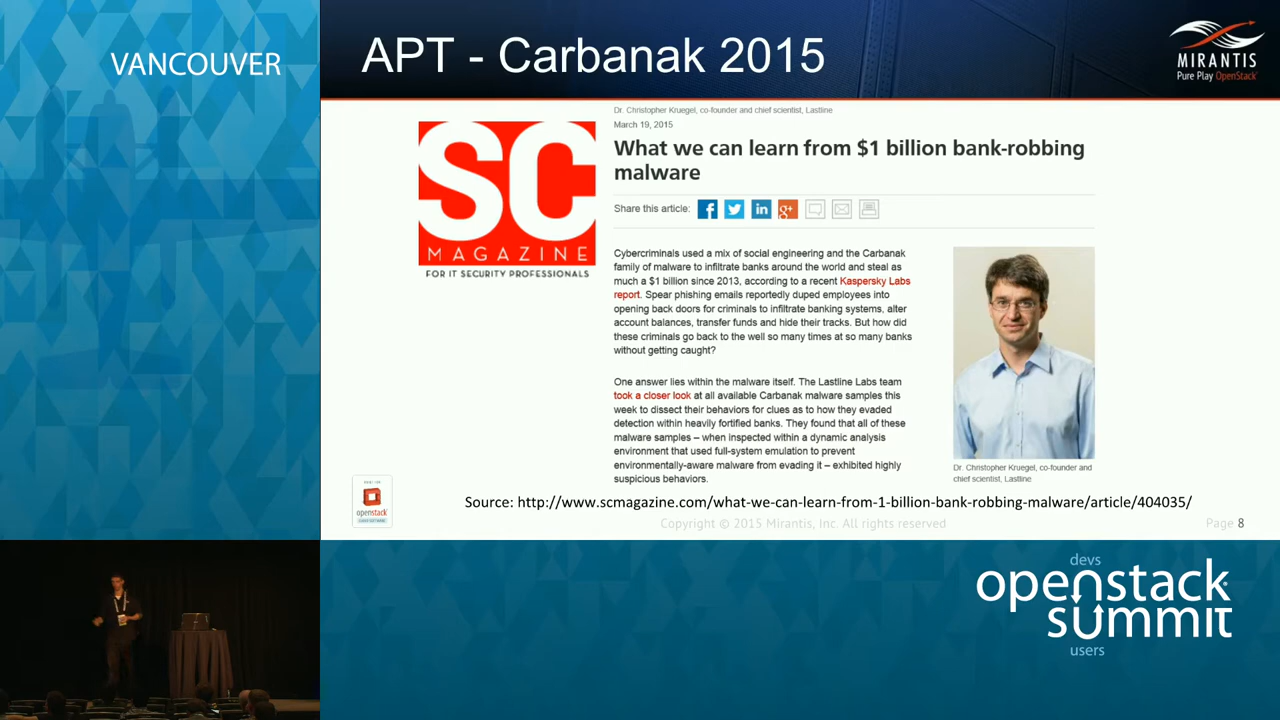 VANCOUVER
APT - Carbanak 2015
MIRANTIS
Pure Play OpenStack
Dr. Christopher Kruegel, co-founder and chief scientist, Lastline
March 19, 2015
SC
MAGAZINE
FOR IT SECURITY PROFESSIONALS
What we can learn from $1 billion bank-robbing
malware
Share this article:
Cybercriminals used a mix of social engineering and the Carbanak
family of malware to infiltrate banks around the world and steal as
much a $1 billion since 2013, according to a recent Kaspersky Labs
report. Spear phishing emails reportedly duped employees into
opening back doors for criminals to infiltrate banking systems, alter
account balances, transfer funds and hide their tracks. But how did
these criminals go back to the well so many times at so many banks
without getting caught?
One answer lies within the malware itself. The Lastline Labs team
took a closer look at all available Carbanak malware samples this
week to dissect their behaviors for clues as to how they evaded
detection within heavily fortified banks. They found that all of these
malware samples – when inspected within a dynamic analysis
environment that used full-system emulation to prevent
environmentally-aware malware from evading it – exhibited highly
suspicious behaviors.
Dr. Christopher Kruegel, co-founder and
chief scientist, Lastline
openstack
Source: http://www.scmagazine.com/what-we-can-learn-from-1-billion-bank-robbing-malware/article/404035/
Copyright © 2015 Mirantis, Inc. All rights reserved
Page 8
devs
openstack
summit
users